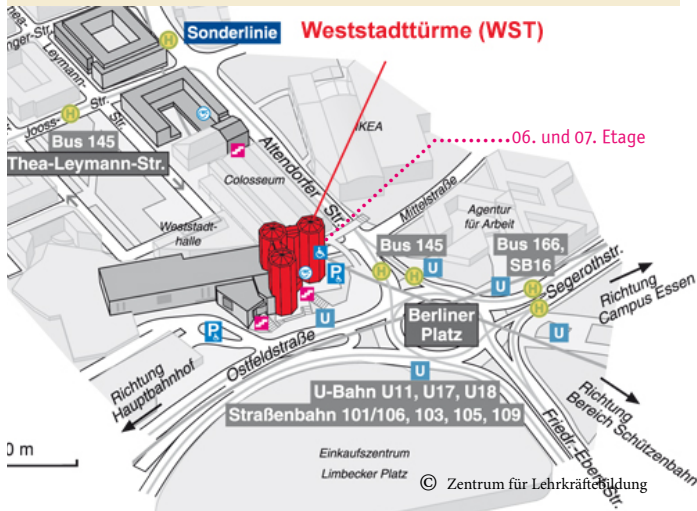 Thea-
Leymann-
Str.
Sonderlinie
Weststadttürme (WST)
H
Jooss-
Str.
H
Bus 145
Thea-Leymann-Str.
IKEA
Altendorfer Str.
Colosseum
06. und 07. Etage
Mittelstraße
Weststadt-
halle
Agentur
für Arbeit
Bus 145
Bus 166,
SB16
H
H
U
U
H
H
Segerothstr.
Richtung
Campus Essen
P
P
U
Berliner
Platz
U
Ostfeldstraße
Richtung
Hauptbahnhof
U
U-Bahn U11, U17, U18
Straßenbahn 101/106, 103, 105, 109
Richtung
Bereich Schützenbahn
Friedr.-Ebert-Str.
0 m
Einkaufszentrum
Limbecker Platz
© Zentrum für Lehrkräftebildung